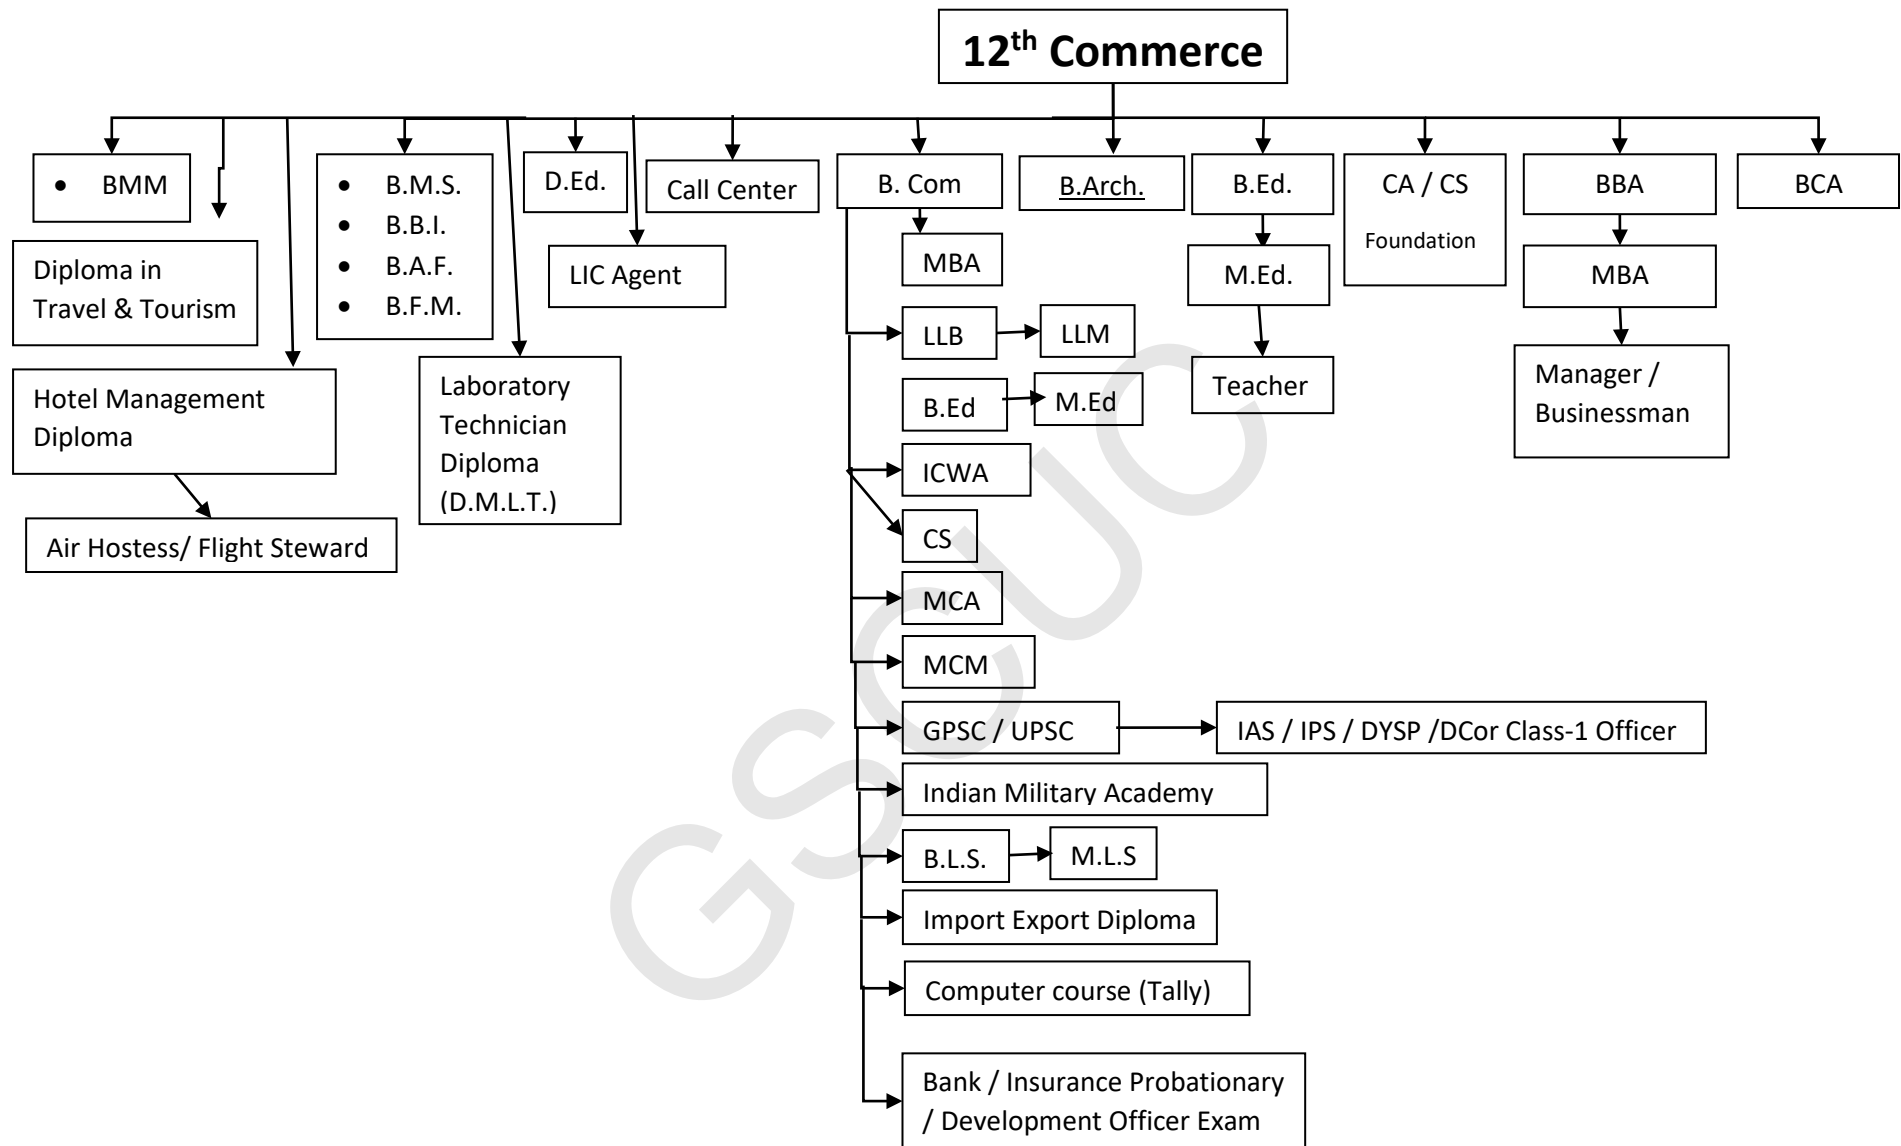 12th Commerce
• BMM
Diploma in
Travel & Tourism
Hotel Management
Diploma
Air Hostess/ Flight Steward
• B.M.S.
• B.B.I.
• B.A.F.
• B.F.M.
Laboratory
Technician
Diploma
(D.M.L.T.)
D.Ed.
LIC Agent
Call Center
B. Com
MBA
LLB
LLM
B.Ed
M.Ed
ICWA
CS
MCA
MCM
GPSC / UPSC
IAS / IPS / DYSP /DCor Class-1 Officer
Indian Military Academy
B.L.S.
M.L.S
Import Export Diploma
Computer course (Tally)
Bank / Insurance Probationary
/ Development Officer Exam
B.Arch.
B.Ed.
M.Ed.
Teacher
CA / CS
Foundation
BBA
MBA
Manager /
Businessman
BCA
GSCUC